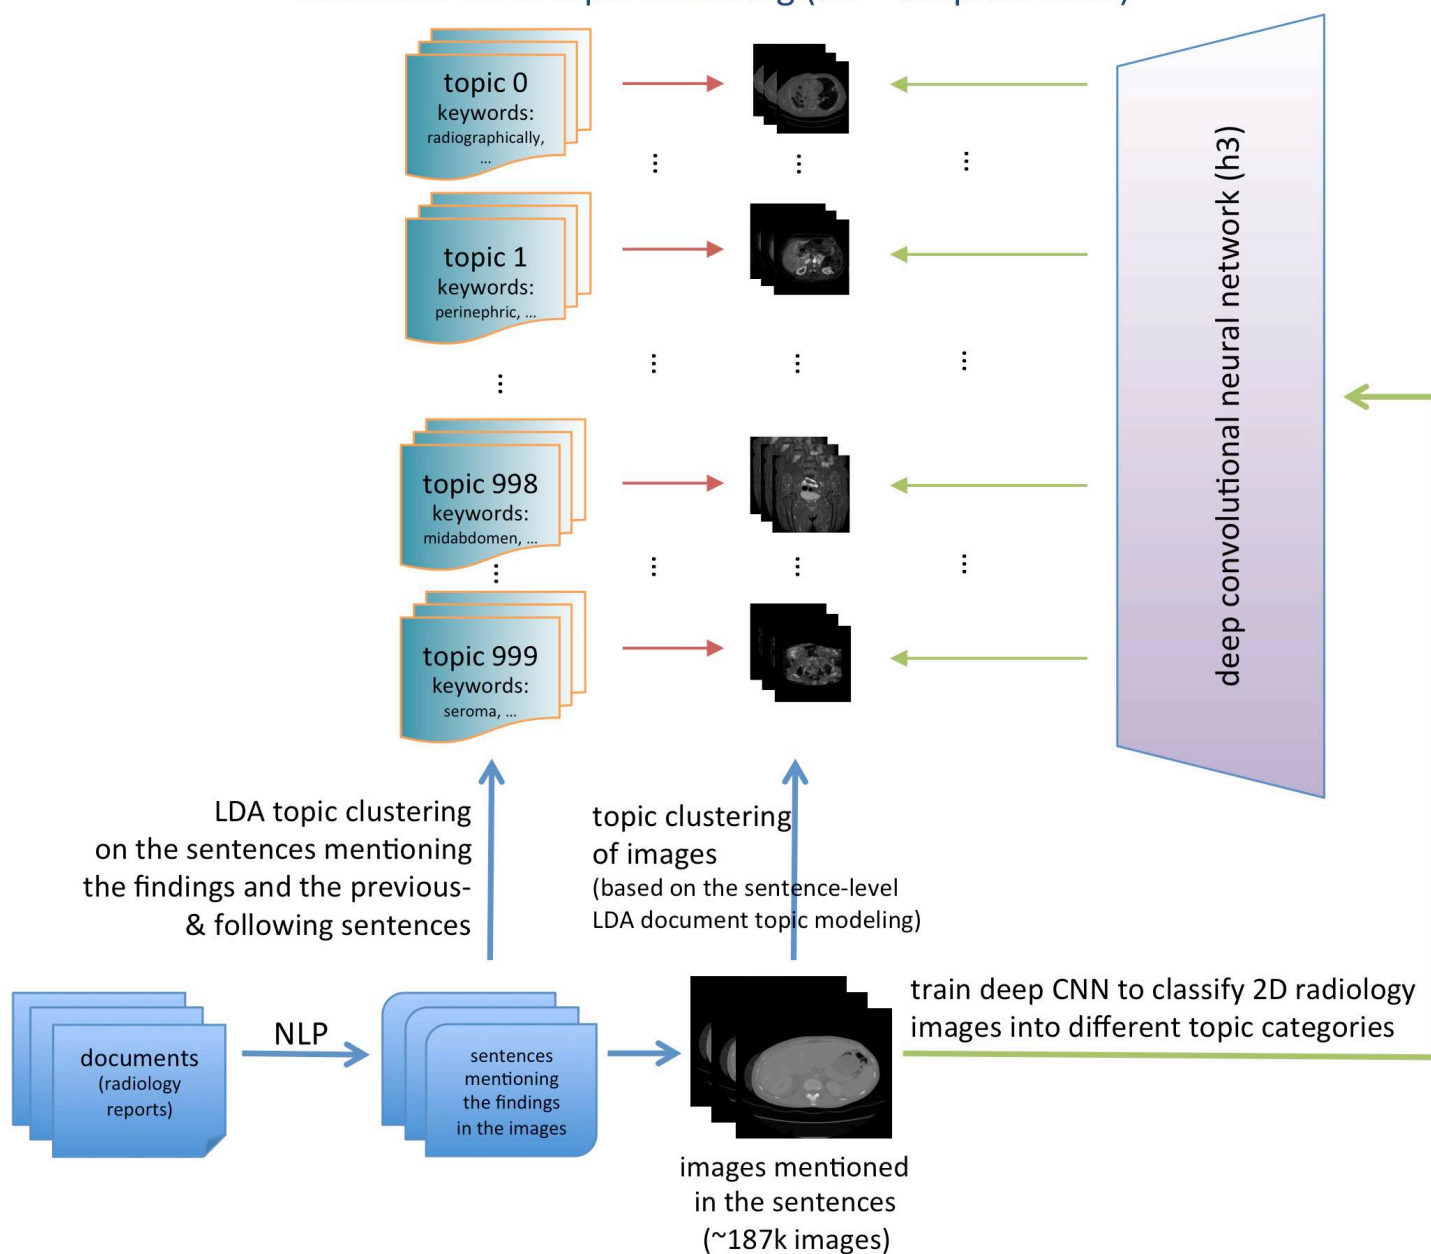 topic 0
keywords:
radiographically,
...
topic 1
keywords:
perinephric, ...
topic 998
keywords:
midabdomen, ...
topic 999
keywords:
seroma, ...
deep convolutional neural network (h3)
LDA topic clustering
on the sentences mentioning
the findings and the previous-
& following sentences
topic clustering
of images
(based on the sentence-level
LDA document topic modeling)
documents
(radiology
reports)
NLP
sentences
mentioning
the findings
in the images
train deep CNN to classify 2D radiology
images into different topic categories
images mentioned
in the sentences
(~187k images)